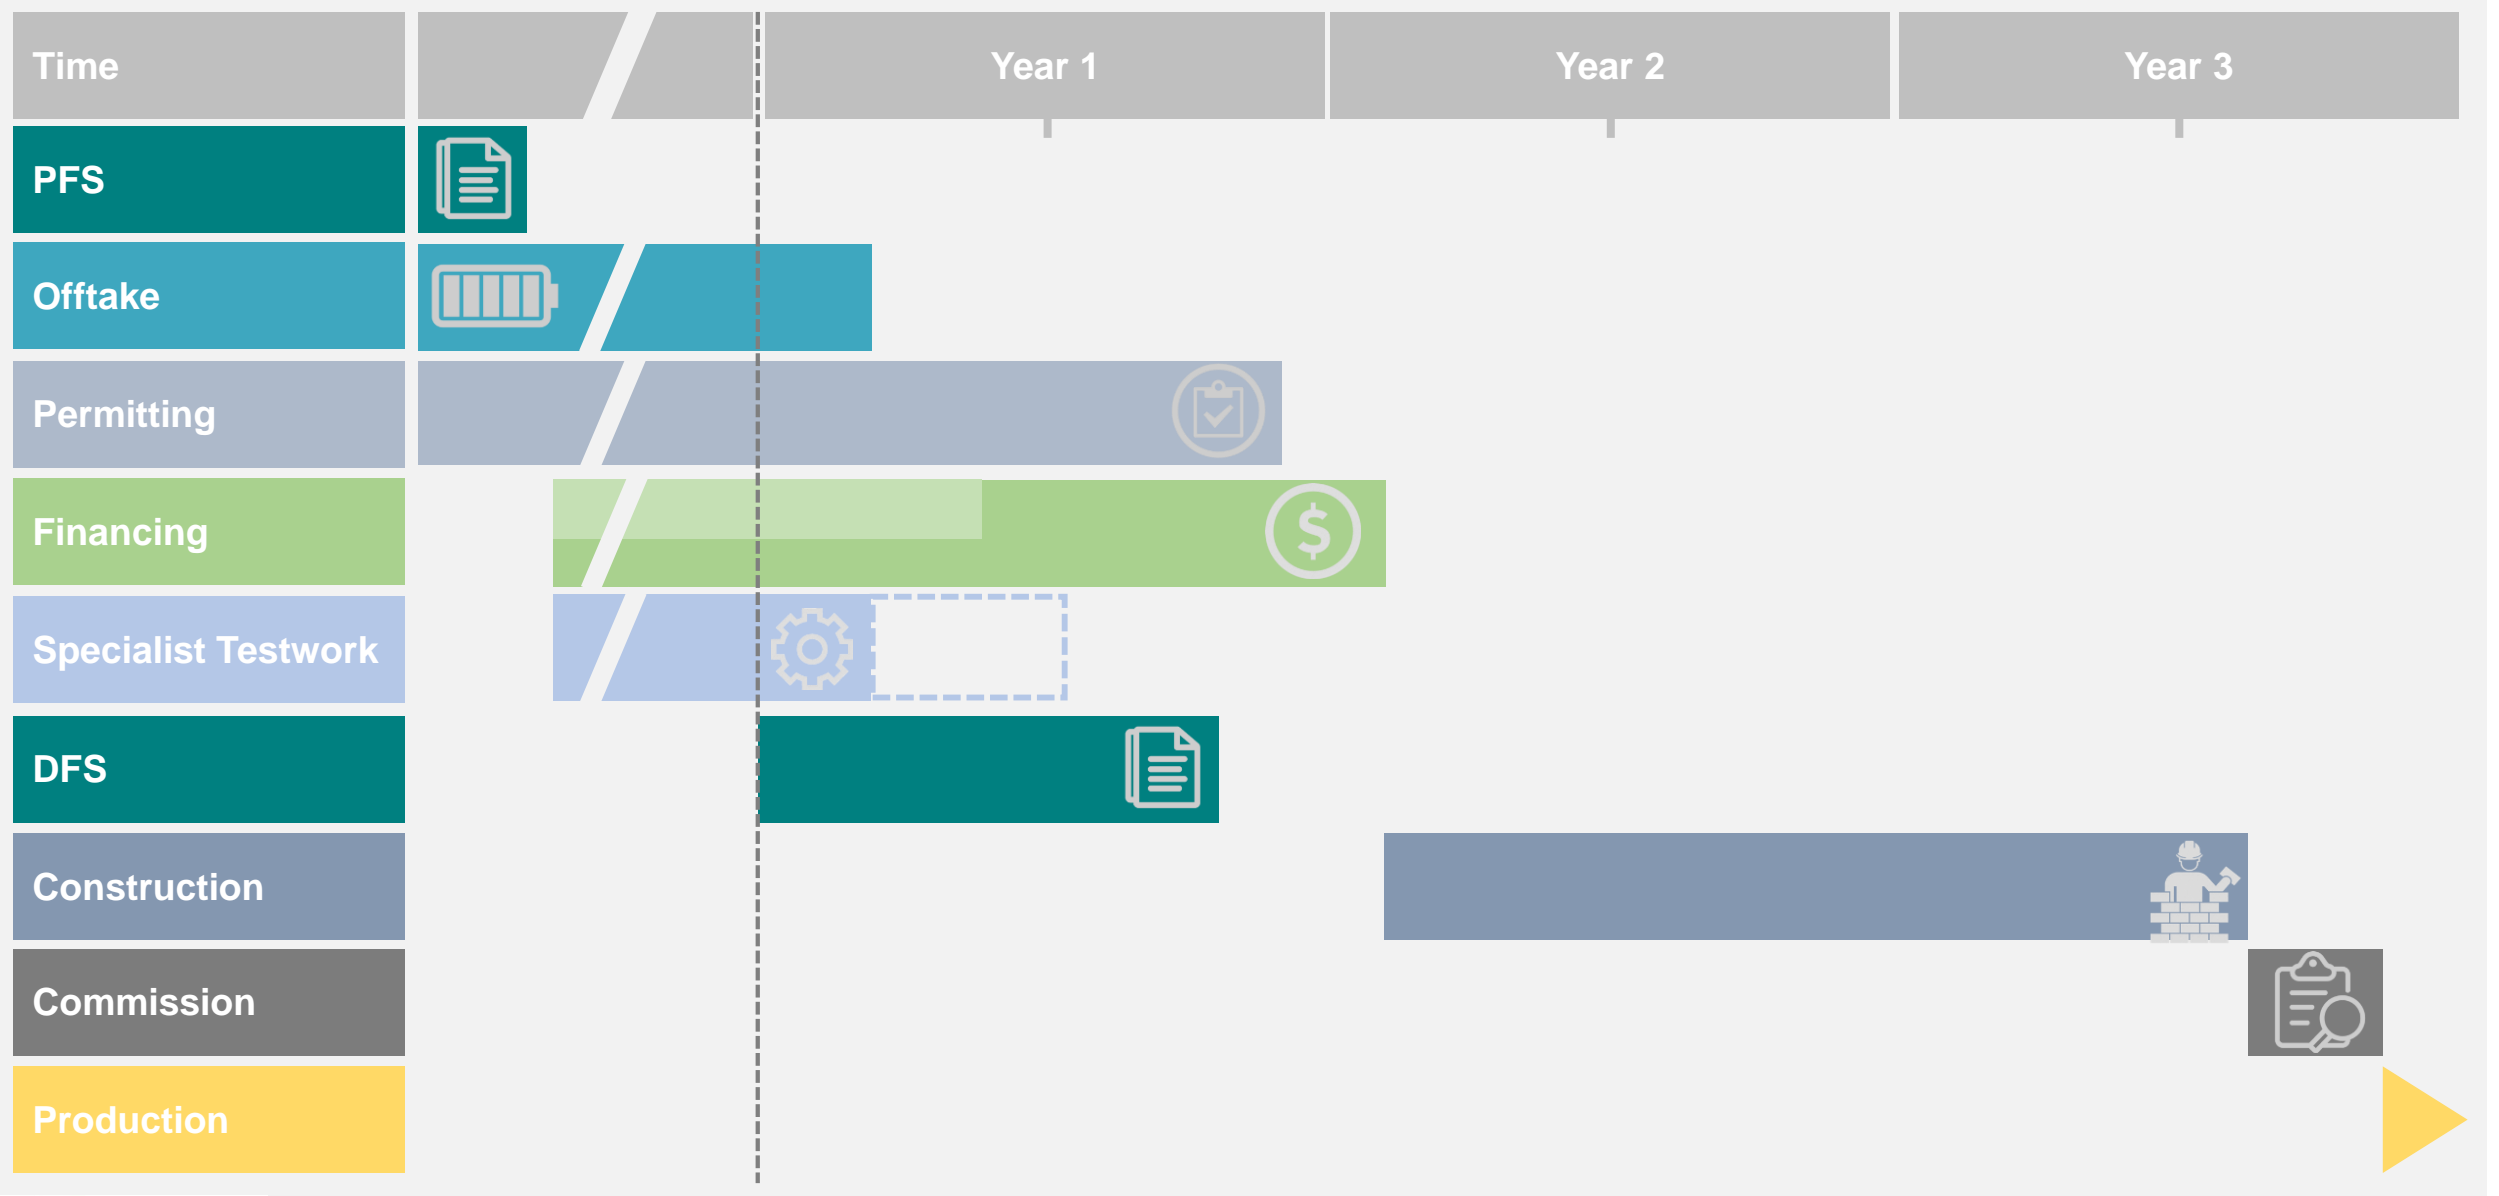 Time
Year 1
Year 2
Year 3
PFS
Offtake
Permitting
Financing
Specialist Testwork
DFS
Construction
Commission
Production